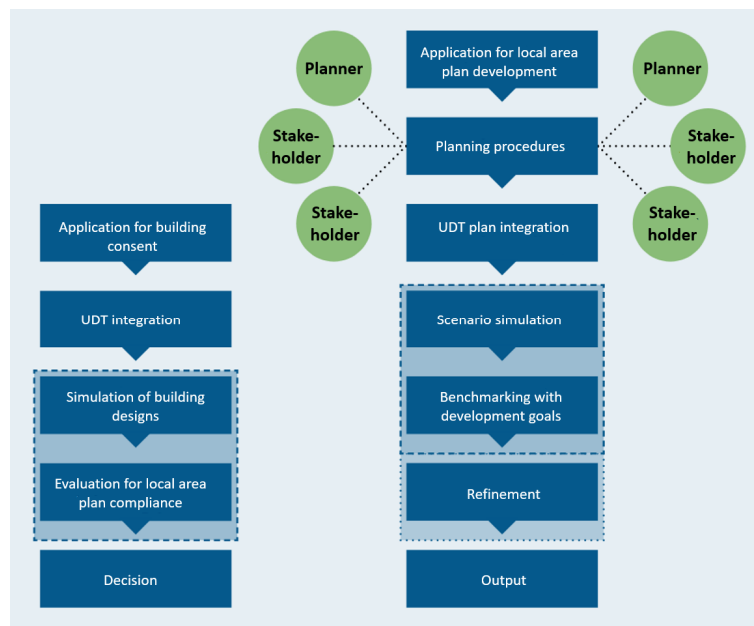 Application for building
consent
UDT integration
Simulation of building
designs
Evaluation for local area
plan compliance
Decision
Planner
Stake-
holder
Stake-
holder
Application for local area
plan development
Planning procedures
UDT plan integration
Scenario simulation
Benchmarking with
development goals
Refinement
Output
Planner
Stake-
holder
Stake-
holder